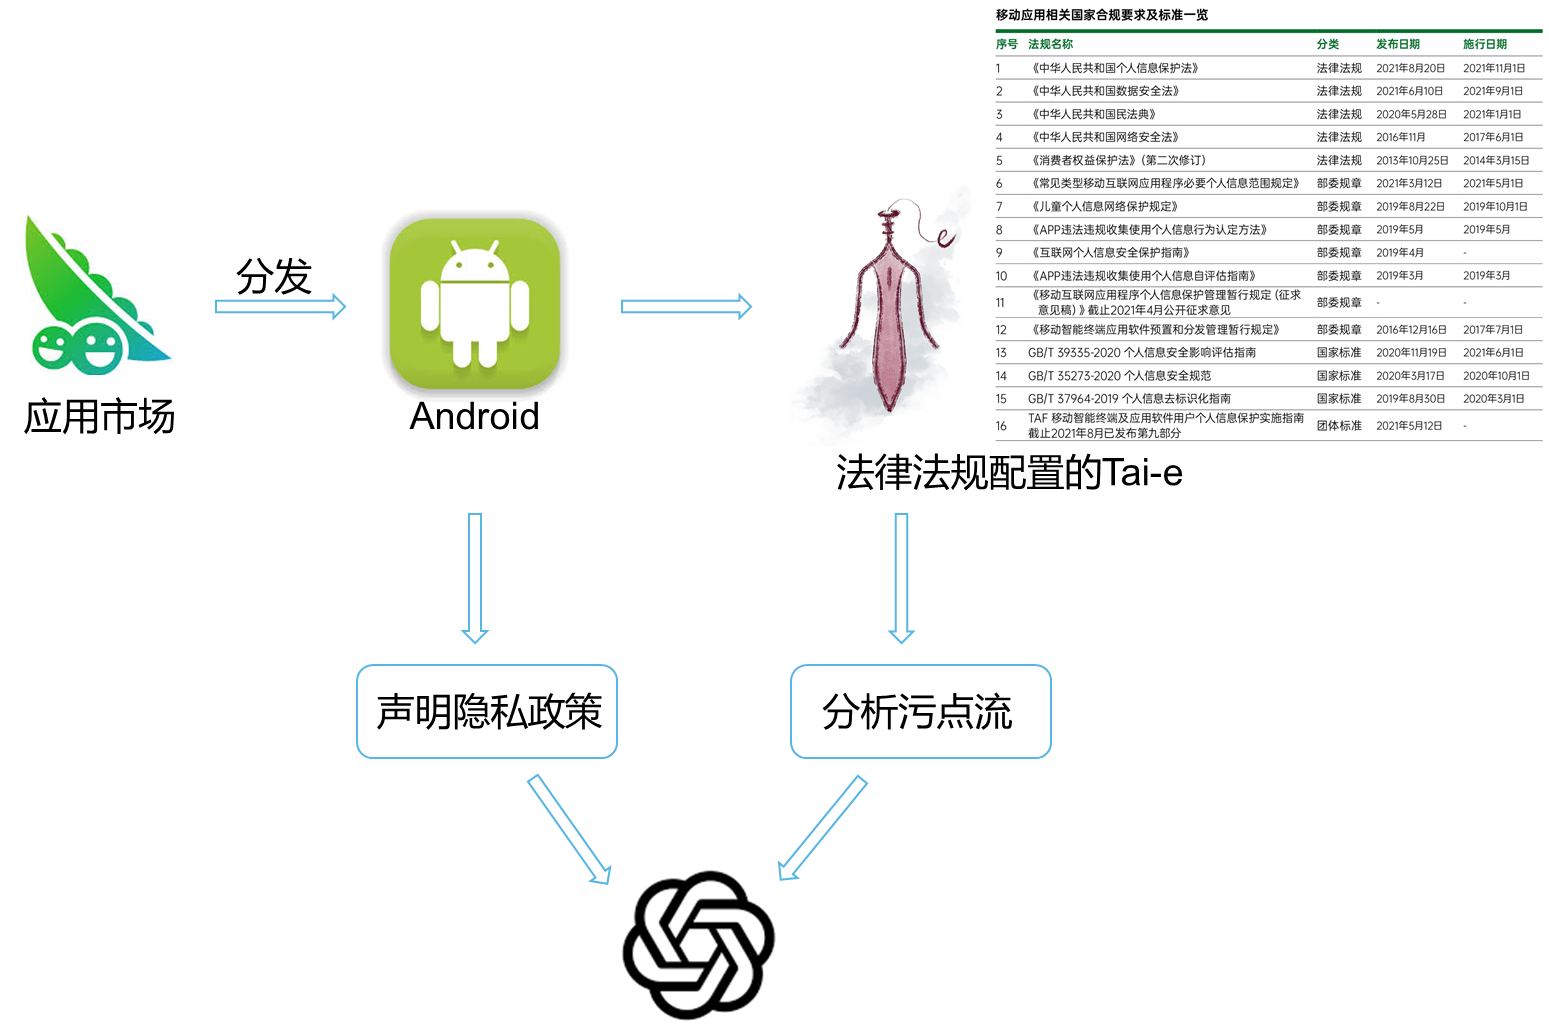 移动应用相关国家合规要求及标准一览
序号 法规名称 分类 发布日期 施行日期
1 《中华人民共和国个人信息保护法》 法律法规 2021年8月20日 2021年11月1日
2 《中华人民共和国数据安全法》 法律法规 2021年6月10日 2021年9月1日
3 《中华人民共和国民法典》 法律法规 2020年5月28日 2021年1月1日
4 《中华人民共和国网络安全法》 法律法规 2016年11月 2017年6月1日
5 《消费者权益保护法》(第二次修订) 法律法规 2013年10月25日 2014年3月15日
6 《常见类型移动互联网应用程序必要个人信息范围规定》 部委规章 2021年3月12日 2021年5月1日
7 《儿童个人信息网络保护规定》 部委规章 2019年8月22日 2019年10月1日
8 《APP违法违规收集使用个人信息行为认定方法》 部委规章 2019年5月 2019年5月
9 《互联网个人信息安全保护指南》 部委规章 2019年4月 -
10 《APP违法违规收集使用个人信息自评估指南》 部委规章 2019年3月 2019年3月
11 《移动互联网应用程序个人信息保护管理暂行规定 (征求
意见稿) 》截止2021年4月公开征求意见 部委规章 - -
12 《移动智能终端应用软件预置和分发管理暂行规定》 部委规章 2016年12月16日 2017年7月1日
13 GB/T 39335-2020 个人信息安全影响评估指南 国家标准 2020年11月19日 2021年6月1日
14 GB/T 35273-2020 个人信息安全规范 国家标准 2020年3月17日 2020年10月1日
15 GB/T 37964-2019 个人信息去标识化指南 国家标准 2019年8月30日 2020年3月1日
16 TAF 移动智能终端及应用软件用户个人信息保护实施指南
截止2021年8月已发布第九部分 团体标准 2021年5月12日 -
分发
应用市场
Android
e
法律法规配置的Tai-e
声明隐私政策
分析污点流